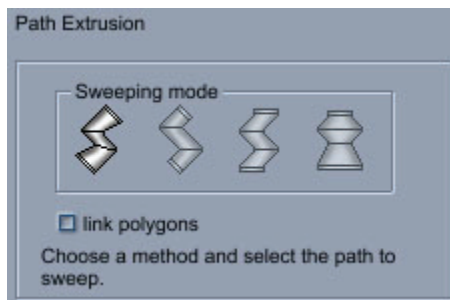 Path Extrusion
Sweeping mode
link polygons
Choose a method and select the path to
sweep.